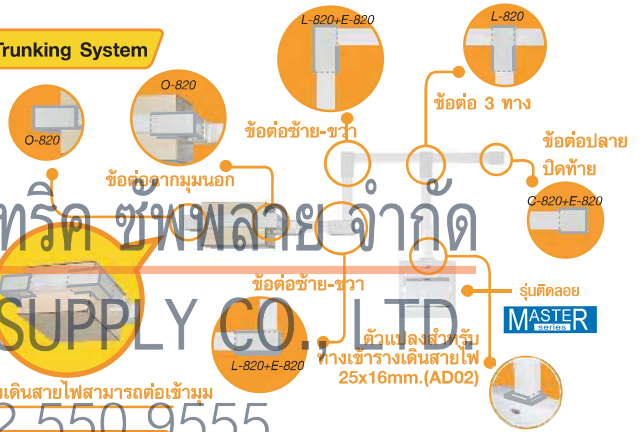 Trunking System
L-820+E-820
L-820
O-820
O-820
ข้อต่อ 3 ทาง
ข้อต่อซ้าย-ขวา
ข้อต่อปลาย
ปิดท้าย
ข้อต่อฉากมุมนอก
C-820+E-820
ทริค ซัพพลาย จำกัด
ข้อต่อซ้าย-ขวา
รุ่นติดลอย
MASTER
series
SUPPLY CO., LTD.
ตัวแปลงสำหรับ
ทางเข้ารางเดินสายไฟ
25x16mm.(AD02)
L-820+E-820
งเดินสายไฟสามารถต่อเข้ามุม
2 550 9555